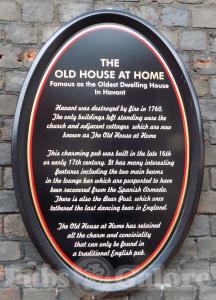 THE
OLD HOUSE AT HOME
Famous as the Oldest Dwelling House
In Havant
Havant was destroyed by fire in 1760.
The only buildings left standing were the
church and adjacent cottages which are now
known as The Old House at Home
This charming pub was built in the late 16th
or early 17th century. It has many interesting
features including the two main beams
in the lounge bar which are purported to have
been recovered from the Spanish Armada.
There is also the Bear Post, which once
tethered the last dancing bear in England.
The Old House at Home has retained
all the charm and conviviality
that can only be found in
a traditional English pub.